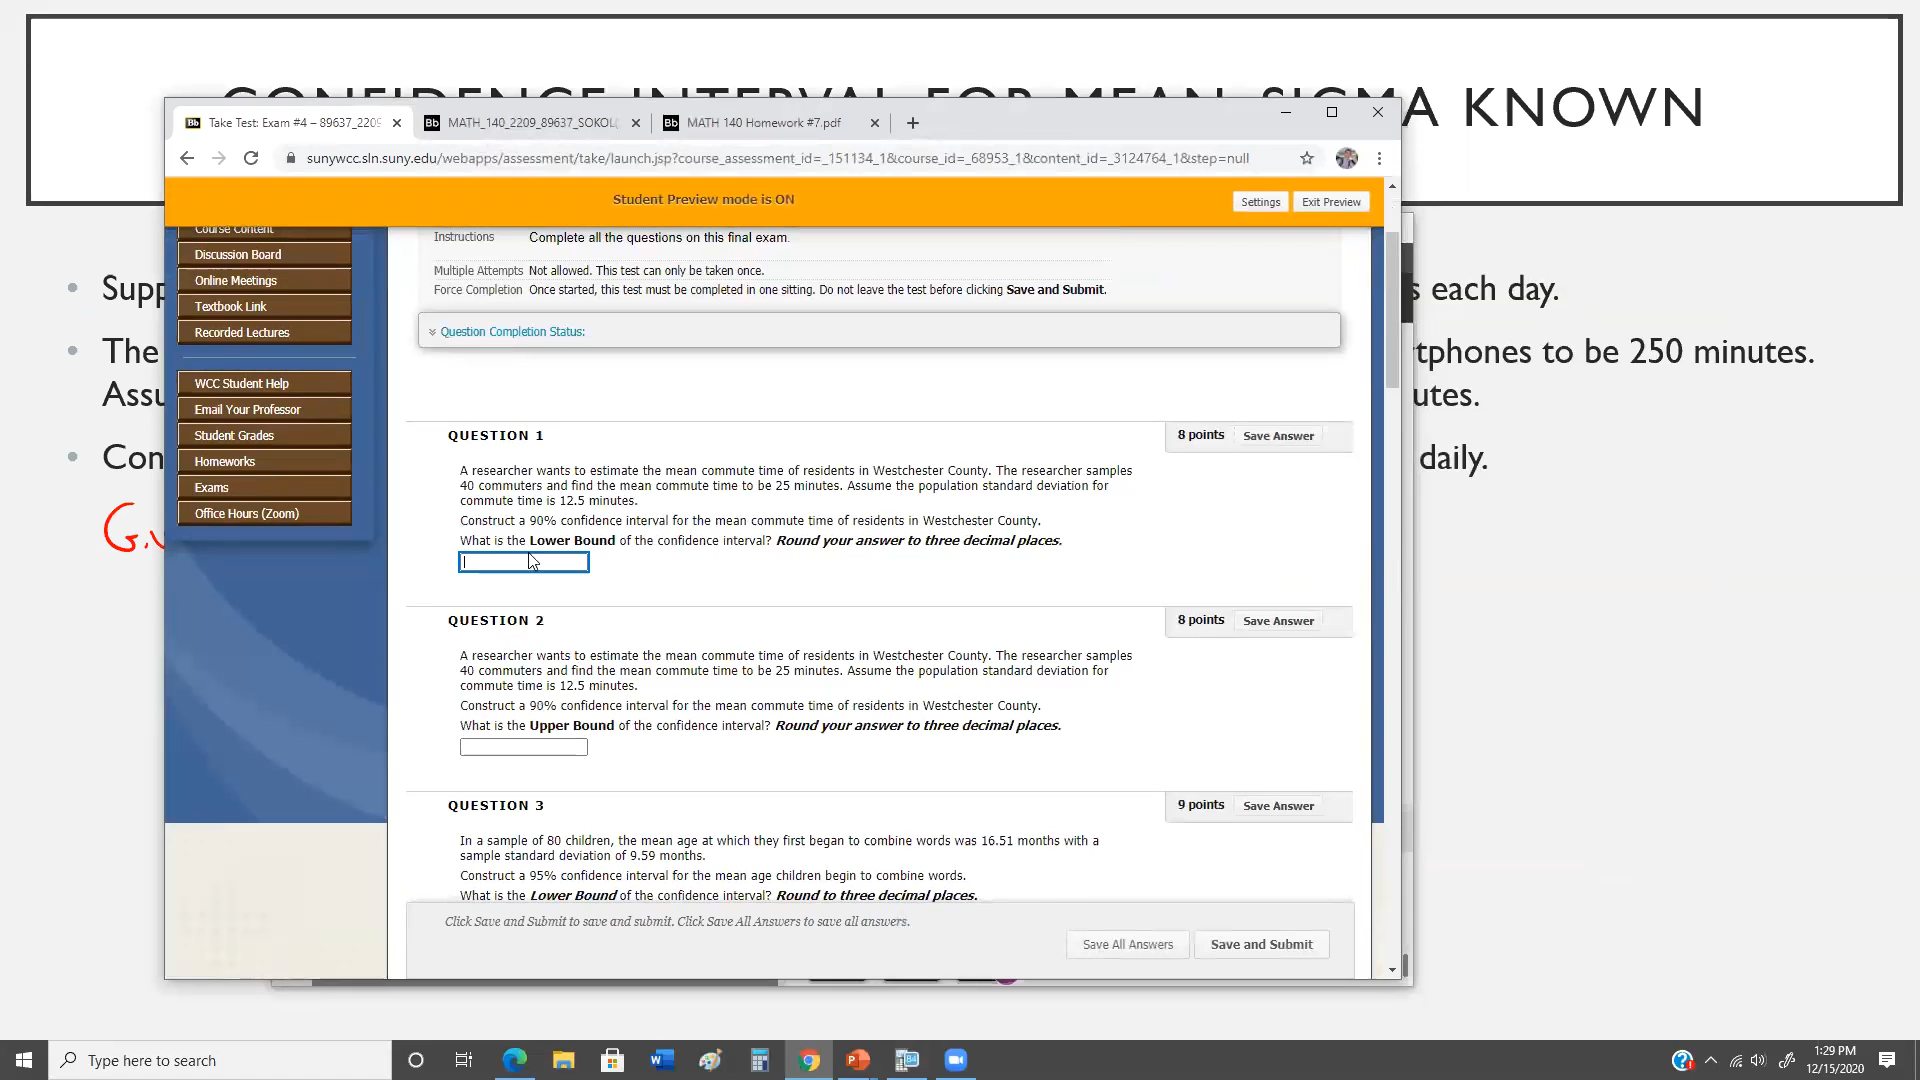 CONFIDENCE INTERVAL FOR MEAN SIGMA KNOWN
Take Test: Exam #4 – 89637_2209
MATH_140_2209_89637_SOKOL
MATH 140 Homework #7.pdf
sunywcc.sln.suny.edu/webapps/assessment/take/launch.jsp?course_assessment_id=_151134_1&course_id=_68953_1&content_id=_3124764_1&step=null
Student Preview mode is ON
Settings
Exit Preview
Course Content
Discussion Board
Online Meetings
Textbook Link
Recorded Lectures
WCC Student Help
Email Your Professor
Student Grades
Homeworks
Exams
Office Hours (Zoom)
Instructions Complete all the questions on this final exam.
Multiple Attempts Not allowed. This test can only be taken once.
Force Completion Once started, this test must be completed in one sitting. Do not leave the test before clicking Save and Submit.
Question Completion Status:
QUESTION 1
8 points
Save Answer
A researcher wants to estimate the mean commute time of residents in Westchester County. The researcher samples
40 commuters and find the mean commute time to be 25 minutes. Assume the population standard deviation for
commute time is 12.5 minutes.
Construct a 90% confidence interval for the mean commute time of residents in Westchester County.
What is the Lower Bound of the confidence interval? Round your answer to three decimal places.
QUESTION 2
8 points
Save Answer
A researcher wants to estimate the mean commute time of residents in Westchester County. The researcher samples
40 commuters and find the mean commute time to be 25 minutes. Assume the population standard deviation for
commute time is 12.5 minutes.
Construct a 90% confidence interval for the mean commute time of residents in Westchester County.
What is the Upper Bound of the confidence interval? Round your answer to three decimal places.
QUESTION 3
9 points
Save Answer
In a sample of 80 children, the mean age at which they first began to combine words was 16.51 months with a
sample standard deviation of 9.59 months.
Construct a 95% confidence interval for the mean age children begin to combine words.
What is the Lower Bound of the confidence interval? Round to three decimal places.
Click Save and Submit to save and submit. Click Save All Answers to save all answers.
Save All Answers
Save and Submit
Supp
s each day.
The
tphones to be 250 minutes.
Assu
utes.
Con
daily.
Type here to search
1:29 PM
12/15/2020